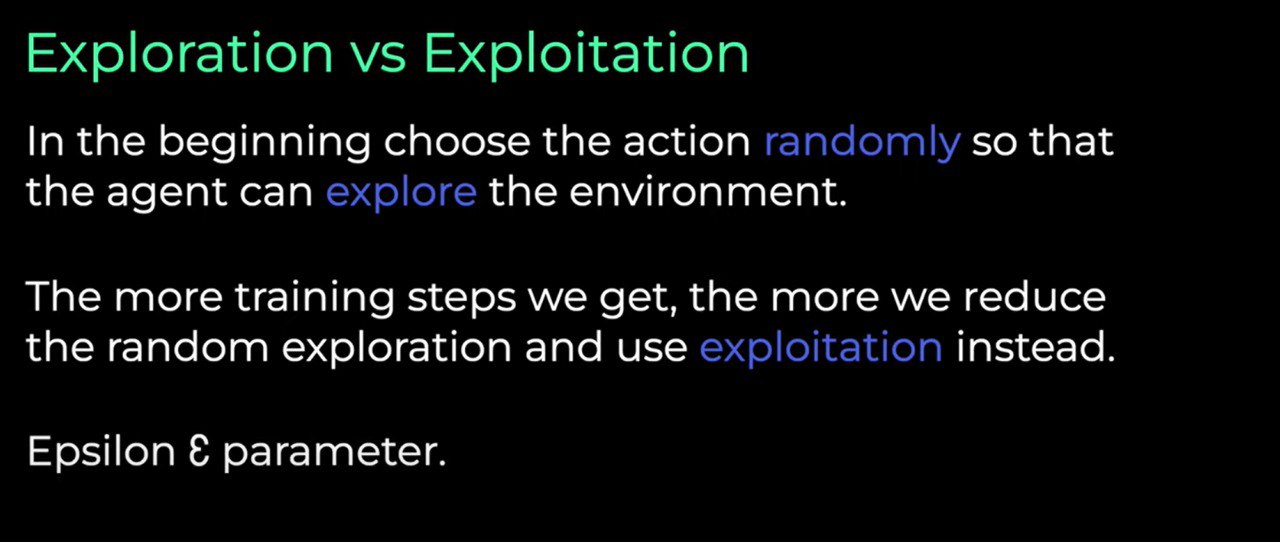 Exploration vs Exploitation
In the beginning choose the action randomly so that
the agent can explore the environment.
The more training steps we get, the more we reduce
the random exploration and use exploitation instead.
Epsilon ℇ parameter.